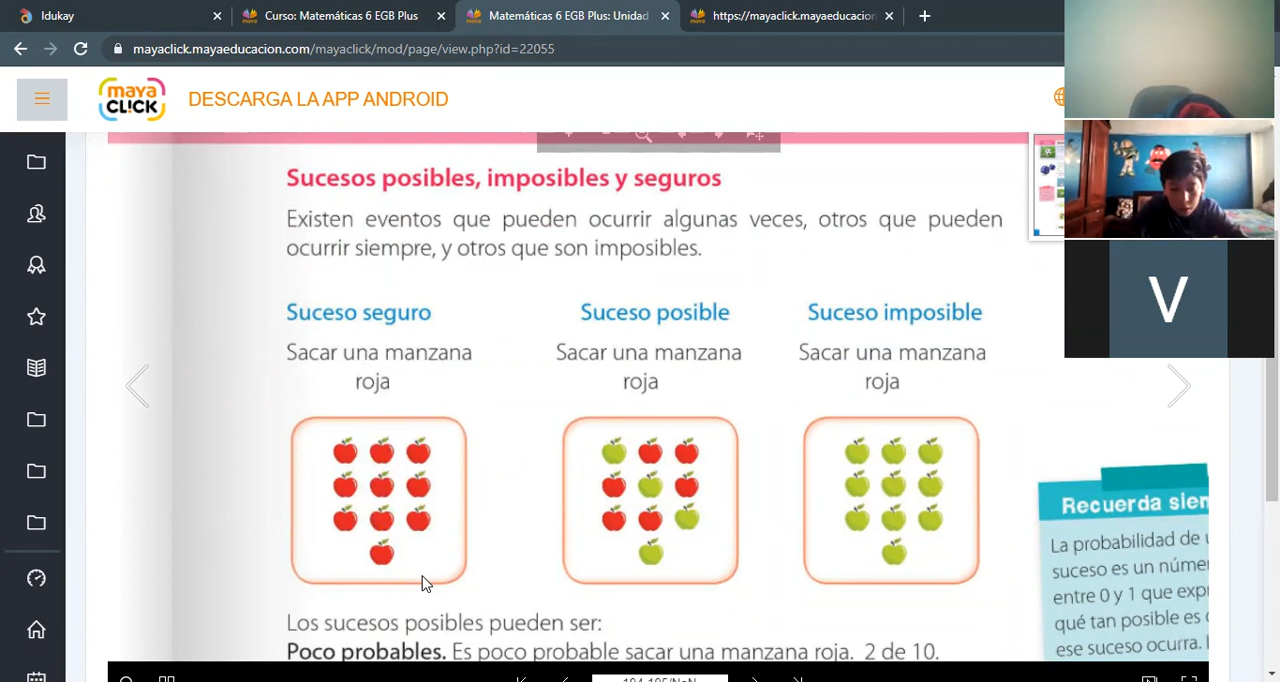 Idukay
Curso: Matemáticas 6 EGB Plus
Matemáticas 6 EGB Plus: Unidad
https://mayaclick.mayaeducacion
mayaclick.mayaeducacion.com/mayaclick/mod/page/view.php?id=22055
maya CL!CK
DESCARGA LA APP ANDROID
Sucesos posibles, imposibles y seguros
Existen eventos que pueden ocurrir algunas veces, otros que pueden
ocurrir siempre, y otros que son imposibles.
Suceso seguro
Sacar una manzana
roja
Suceso posible
Sacar una manzana
roja
Suceso imposible
Sacar una manzana
roja
V
Recuerda sien
La probabilidad de
suceso es un núme
entre 0 y 1 que exp
qué tan posible es
ese suceso ocurra.
Los sucesos posibles pueden ser:
Poco probables. Es poco probable sacar una manzana roja. 2 de 10.